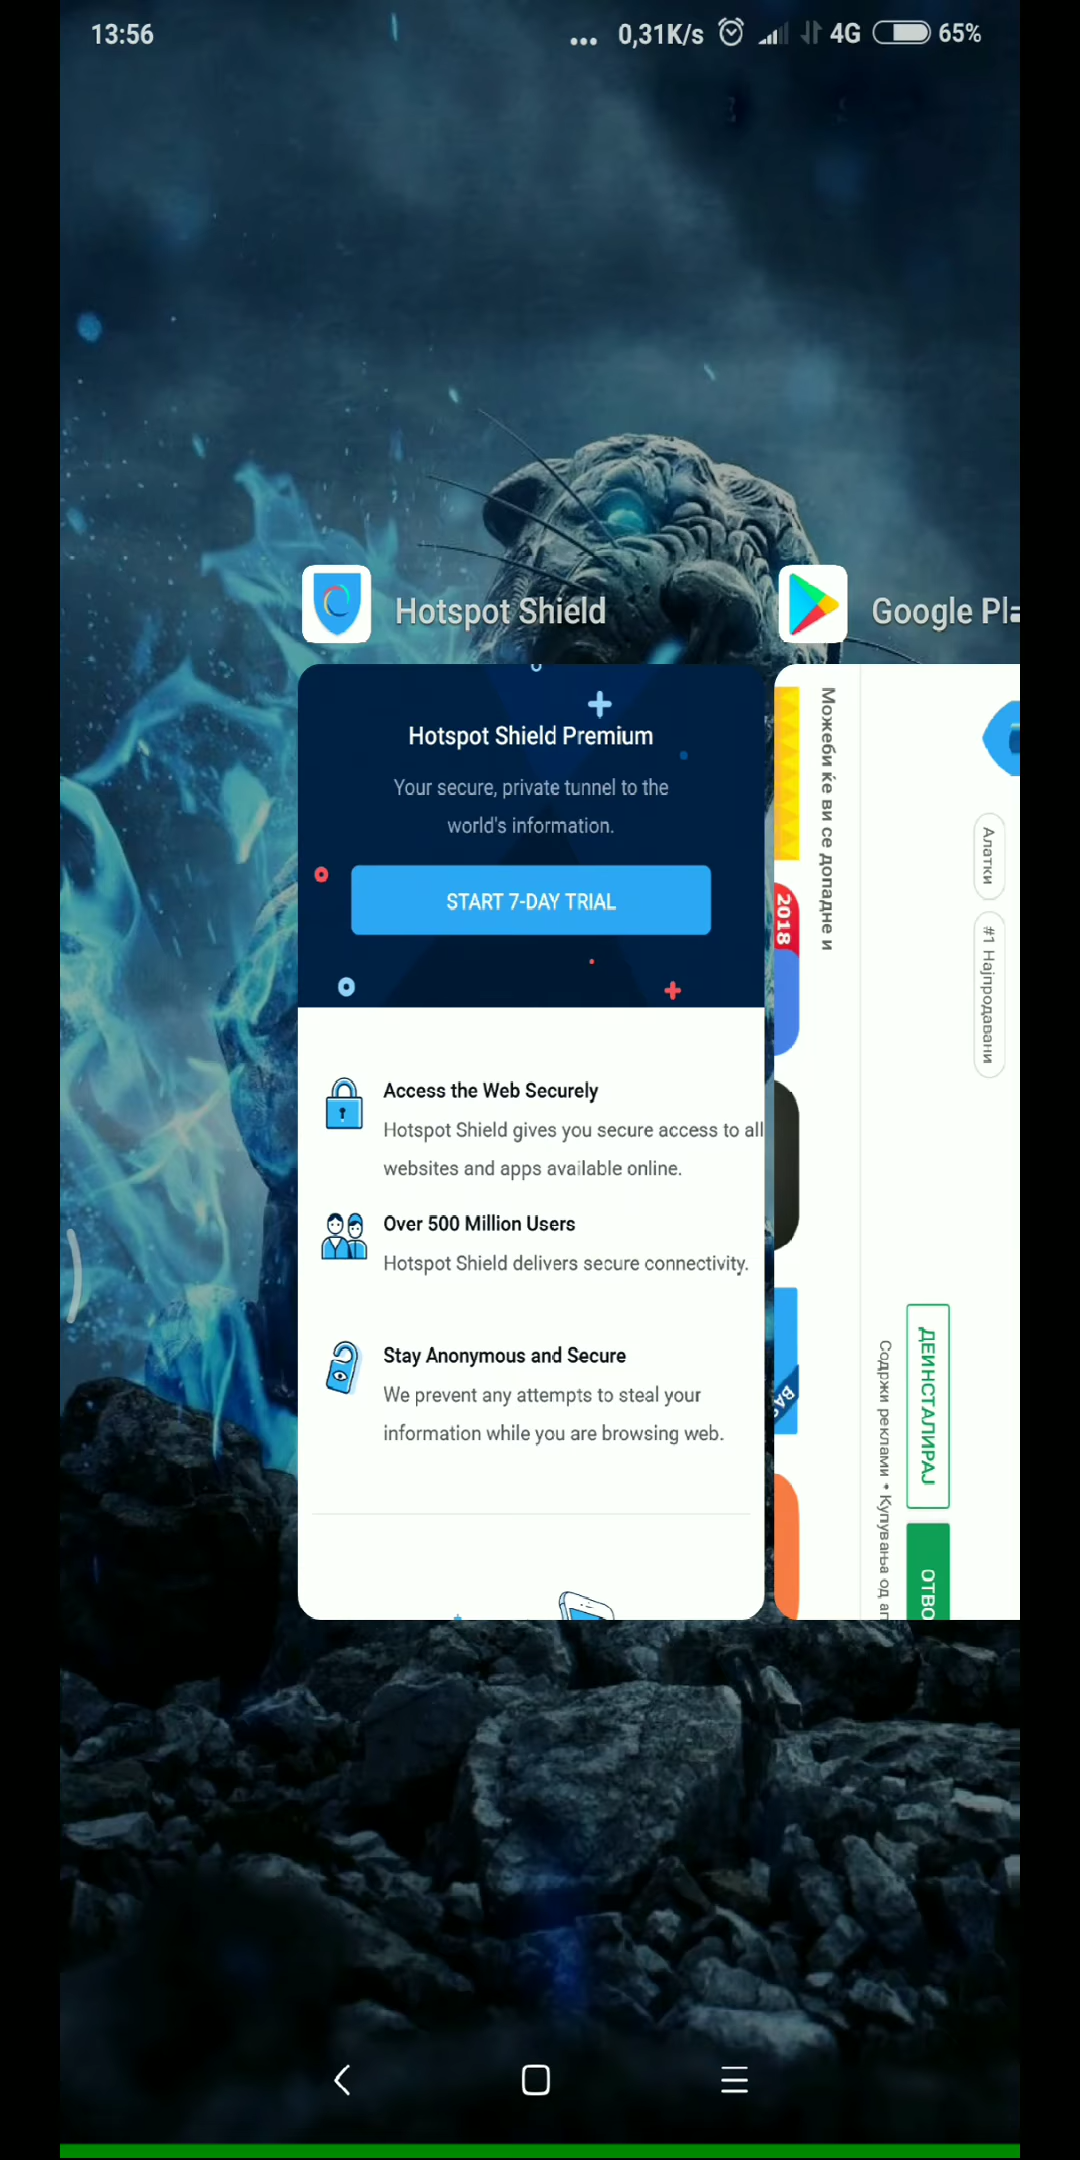 13:56
... 0,31K/s 4G 65%
Hotspot Shield
Google Pl
Hotspot Shield Premium
Your secure, private tunnel to the
world's information.
START 7-DAY TRIAL
Access the Web Securely
Hotspot Shield gives you secure access to all
websites and apps available online.
Over 500 Million Users
Hotspot Shield delivers secure connectivity.
Stay Anonymous and Secure
We prevent any attempts to steal your
information while you are browsing web.
Алатки
#1 Најпродавани
ДЕИНСТАЛИРАЈ
ОТВО
Содржи реклами • Купувања од ап
Можеби ќе ви се допадне и
2018
BAS